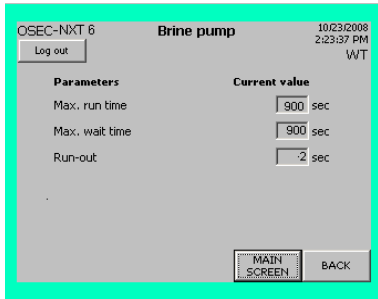 OSEC-NXT 6 Brine pump 10/23/2008
2:23:37 PM
Log out WT
Parameters Current value
Max. run time 900 sec
Max. wait time 900 sec
Run-out 2 sec
MAIN
SCREEN BACK